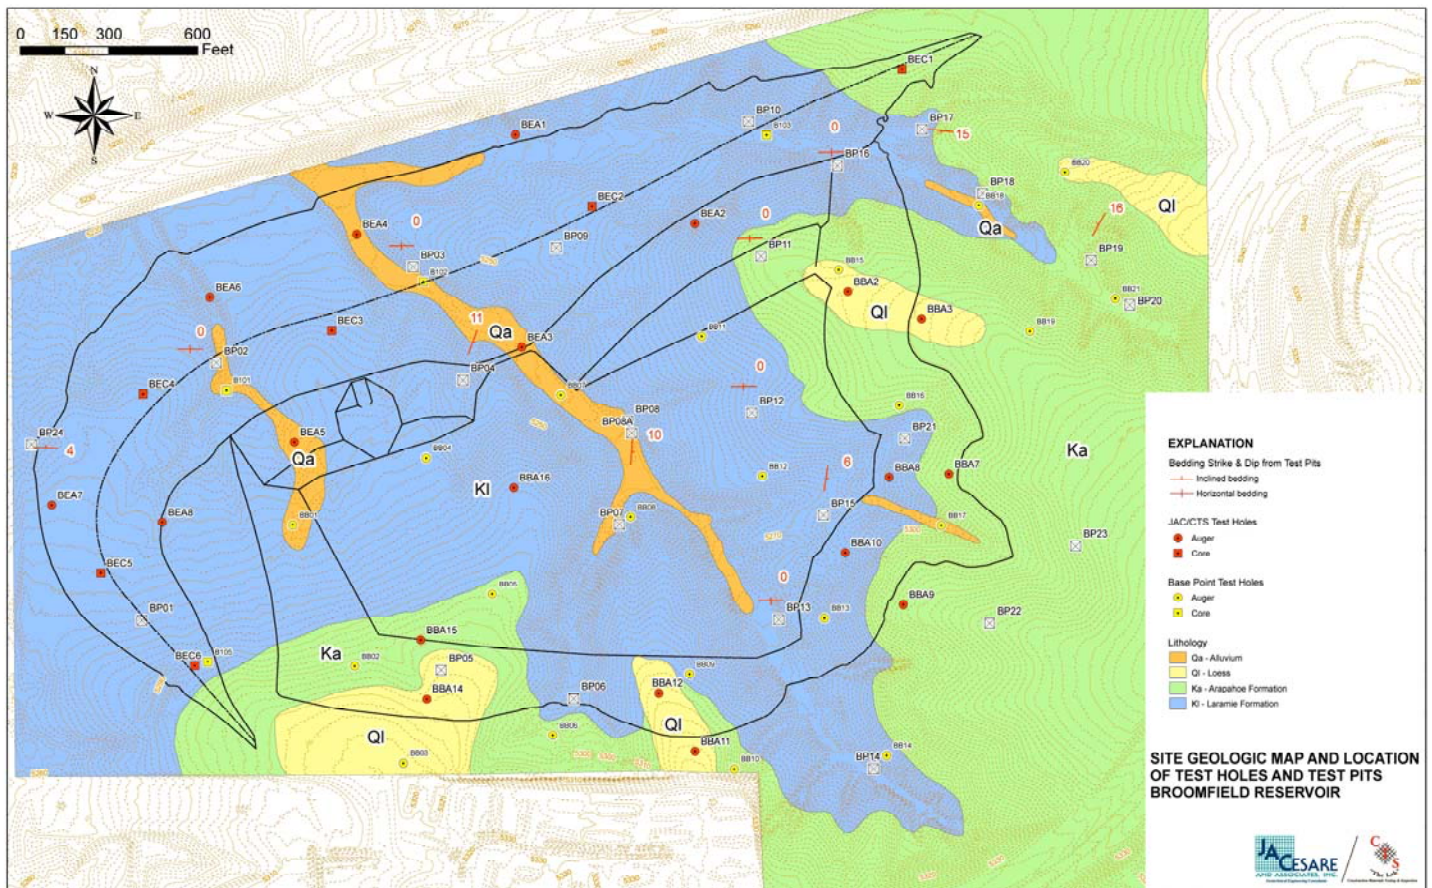 0 150 300 600
Feet
N
W E
S
BEC1
BP10
B103
BEA1
BP17
15
0
BP16
BB20
BEC2
BEA2
BP18
BB18
Ql
Qa
16
BEA4
0
0
BP09
BP11
BP19
BP03
B102
BB15
BBA2
Ql
BBA3
BB21
BP20
BEA6
BEC3
11
Qa
BEA3
BB11
BB19
0
BP02
BP04
0
BEC4
B101
BB07
BP12
BB16
BP24
4
BEA5
Qa
BP08
BP08A
10
BP21
Ka
BB04
Kl
BBA16
BB12
6
BBA8
BBA7
BEA7
BEA8
BB01
BP07
BB08
BP15
BB17
5300
BP23
5270
BBA10
BEC5
BB05
0
BBA9
BP01
BP13
BB13
BP22
BBA15
Ka
BB02
BP05
BEC6
B105
BB09
BBA14
BP06
BBA12
Ql
BB03
BB06
Ql
BBA11
BB10
BB14
BP14
EXPLANATION
Bedding Strike & Dip from Test Pits
Inclined bedding
Horizontal bedding
JAC/CTS Test Holes
Auger
Core
Base Point Test Holes
Auger
Core
Lithology
Qa - Alluvium
Ql - Loess
Ka - Arapahoe Formation
Kl - Laramie Formation
SITE GEOLOGIC MAP AND LOCATION
OF TEST HOLES AND TEST PITS
BROOMFIELD RESERVOIR
JA CESARE
AND ASSOCIATES, INC.
C T S